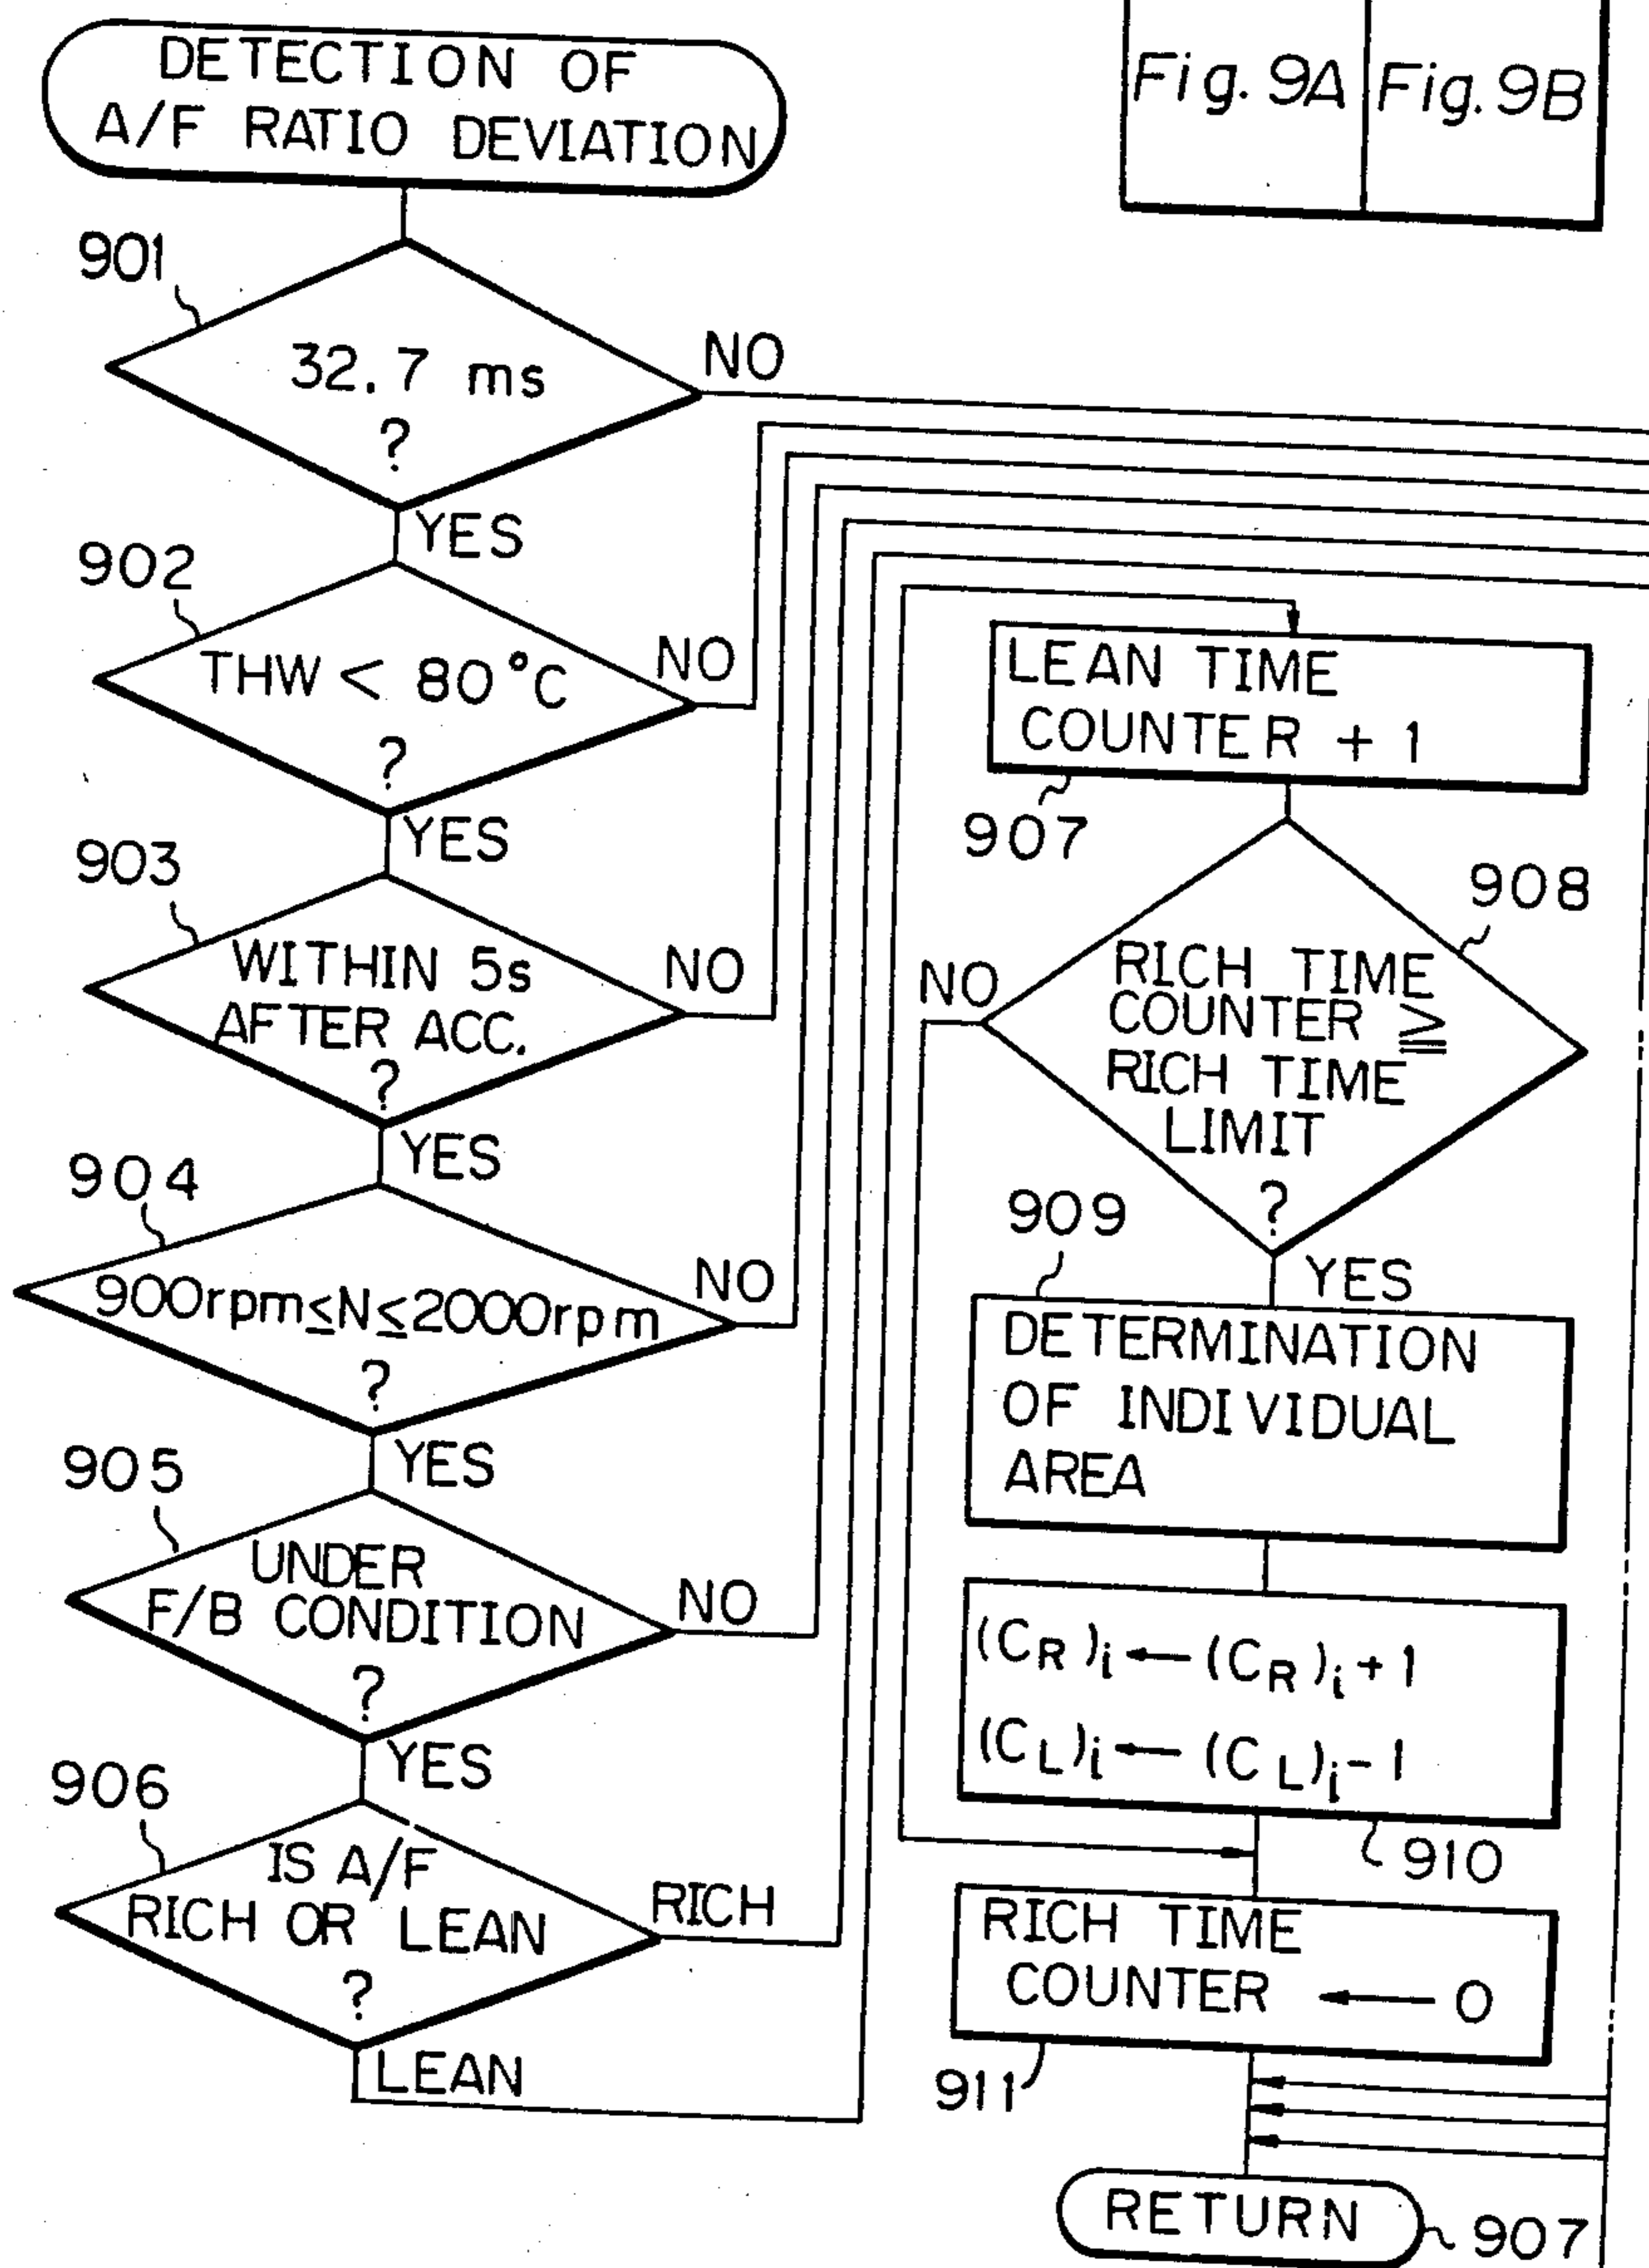 DETECTION OF
A/F RATIO DEVIATION
Fig. 9A
Fig. 9B
901
32.7 ms
?
NO
YES
902
THW < 80°C
?
NO
YES
903
WITHIN 5s
AFTER ACC.
?
NO
YES
904
900rpm≤N≤2000rpm
?
NO
YES
905
UNDER
F/B CONDITION
?
NO
YES
906
IS A/F
RICH OR LEAN
?
RICH
LEAN
LEAN TIME
COUNTER + 1
907
908
RICH TIME
COUNTER ≧
RICH TIME
LIMIT
?
NO
YES
909
DETERMINATION
OF INDIVIDUAL
AREA
(CR)i ← (CR)i + 1
(CL)i ← (CL)i - 1
910
RICH TIME
COUNTER ← 0
911
RETURN
907